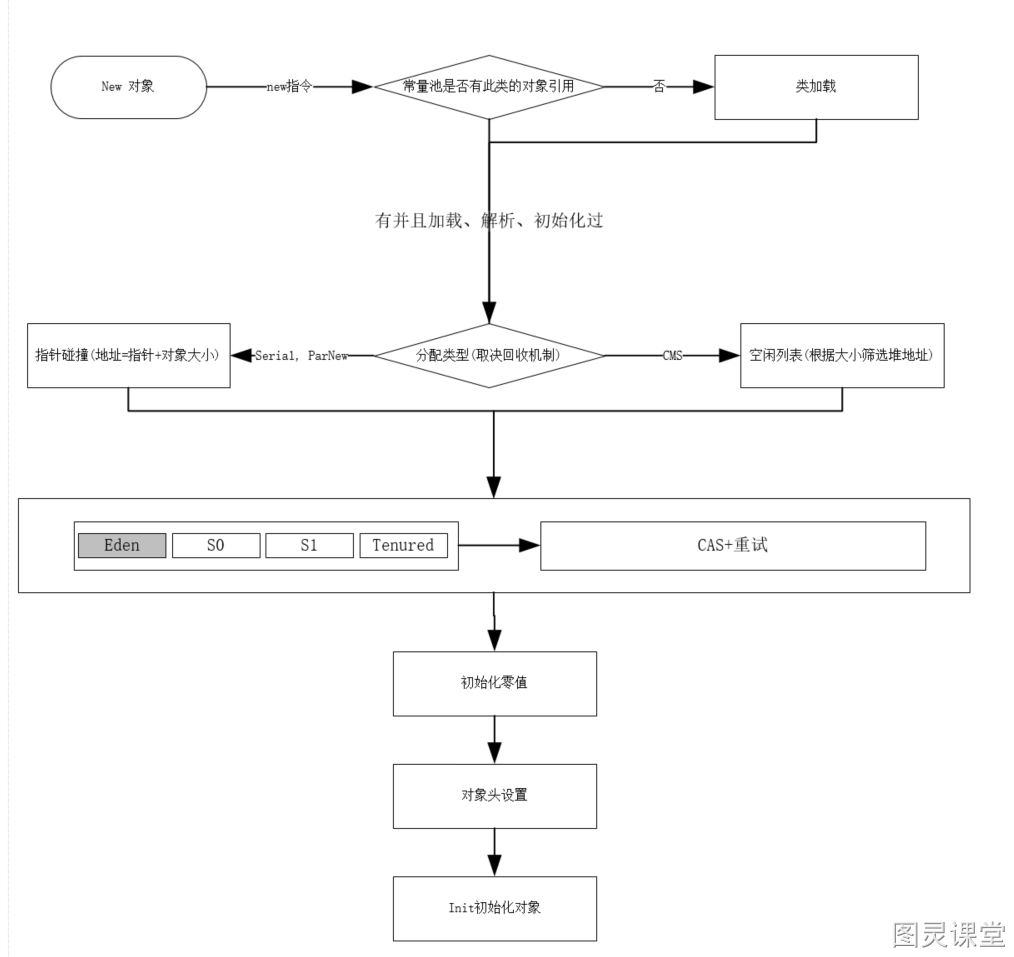 New 对象
new指令
常量池是否有此类的对象引用
否
类加载
有并且加载、解析、初始化过
指针碰撞(地址=指针+对象大小)
Serial, ParNew
分配类型(取决回收机制)
CMS
空闲列表(根据大小筛选堆地址)
Eden
S0
S1
Tenured
CAS+重试
初始化零值
对象头设置
Init初始化对象
图灵课堂